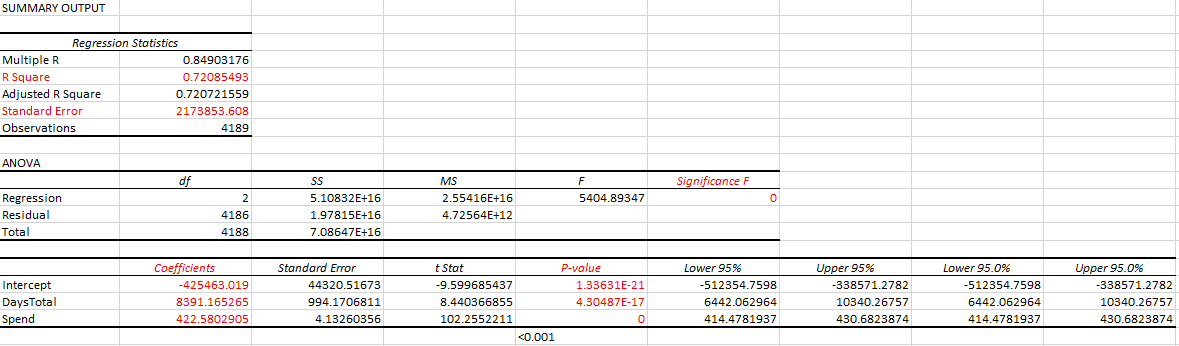 SUMMARY OUTPUT
Regression Statistics
Multiple R 0.84903176
R Square 0.72085493
Adjusted R Square 0.720721559
Standard Error 2173853.608
Observations 4189
ANOVA
df SS MS F Significance F
Regression 2 5.10832E+16 2.55416E+16 5404.89347 0
Residual 4186 1.97815E+16 4.72564E+12
Total 4188 7.08647E+16
Coefficients Standard Error t Stat P-value Lower 95% Upper 95% Lower 95.0% Upper 95.0%
Intercept -425463.019 44320.51673 -9.599685437 1.33631E-21 -512354.7598 -338571.2782 -512354.7598 -338571.2782
DaysTotal 8391.165265 994.1706811 8.440366855 4.30487E-17 6442.062964 10340.26757 6442.062964 10340.26757
Spend 422.5802905 4.13260356 102.2552211 0 414.4781937 430.6823874 414.4781937 430.6823874
<0.001